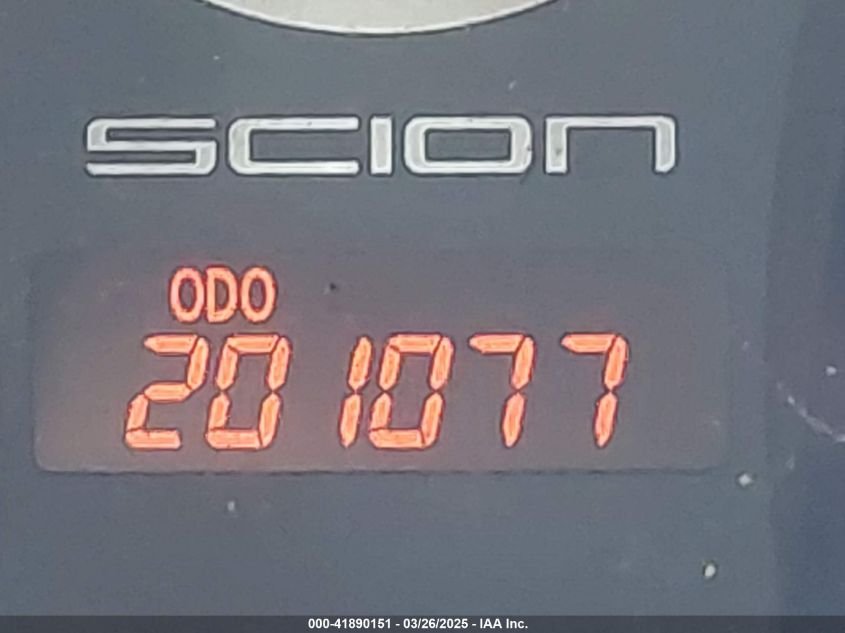 SCION
ODO
201077
000-41890151 - 03/26/2025 - IAA Inc.